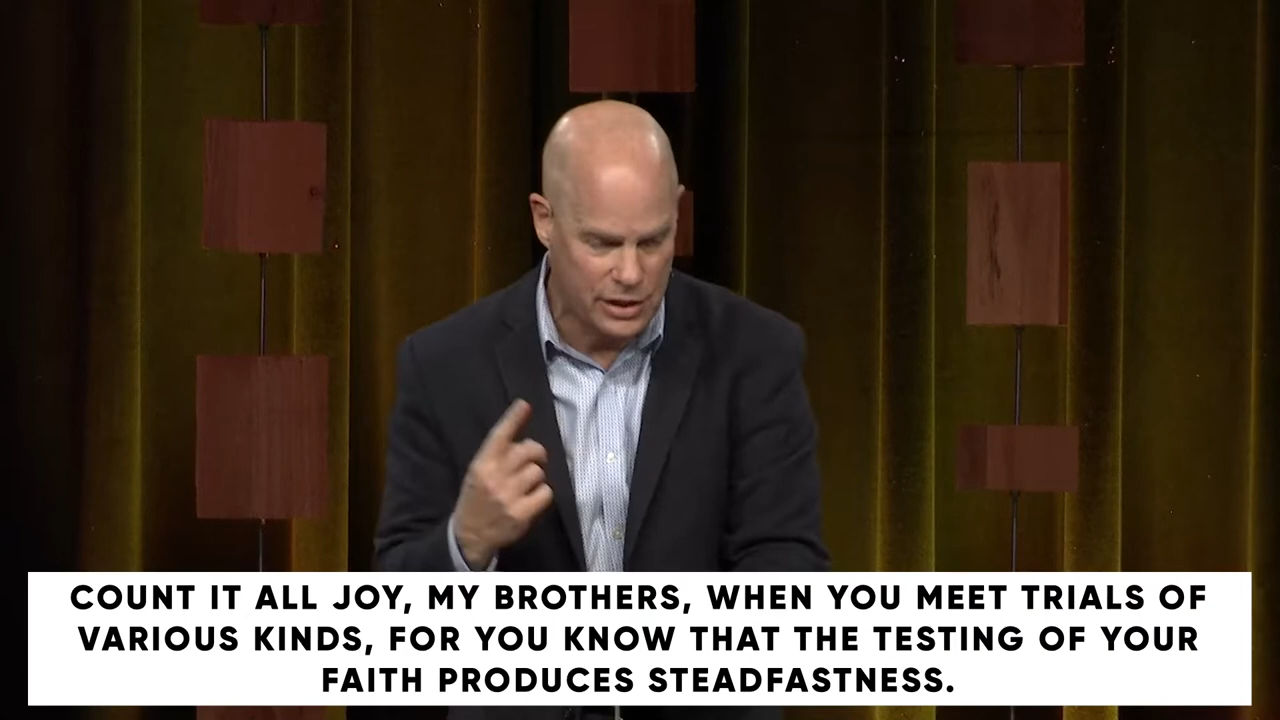 COUNT IT ALL JOY, MY BROTHERS, WHEN YOU MEET TRIALS OF
VARIOUS KINDS, FOR YOU KNOW THAT THE TESTING OF YOUR
FAITH PRODUCES STEADFASTNESS.